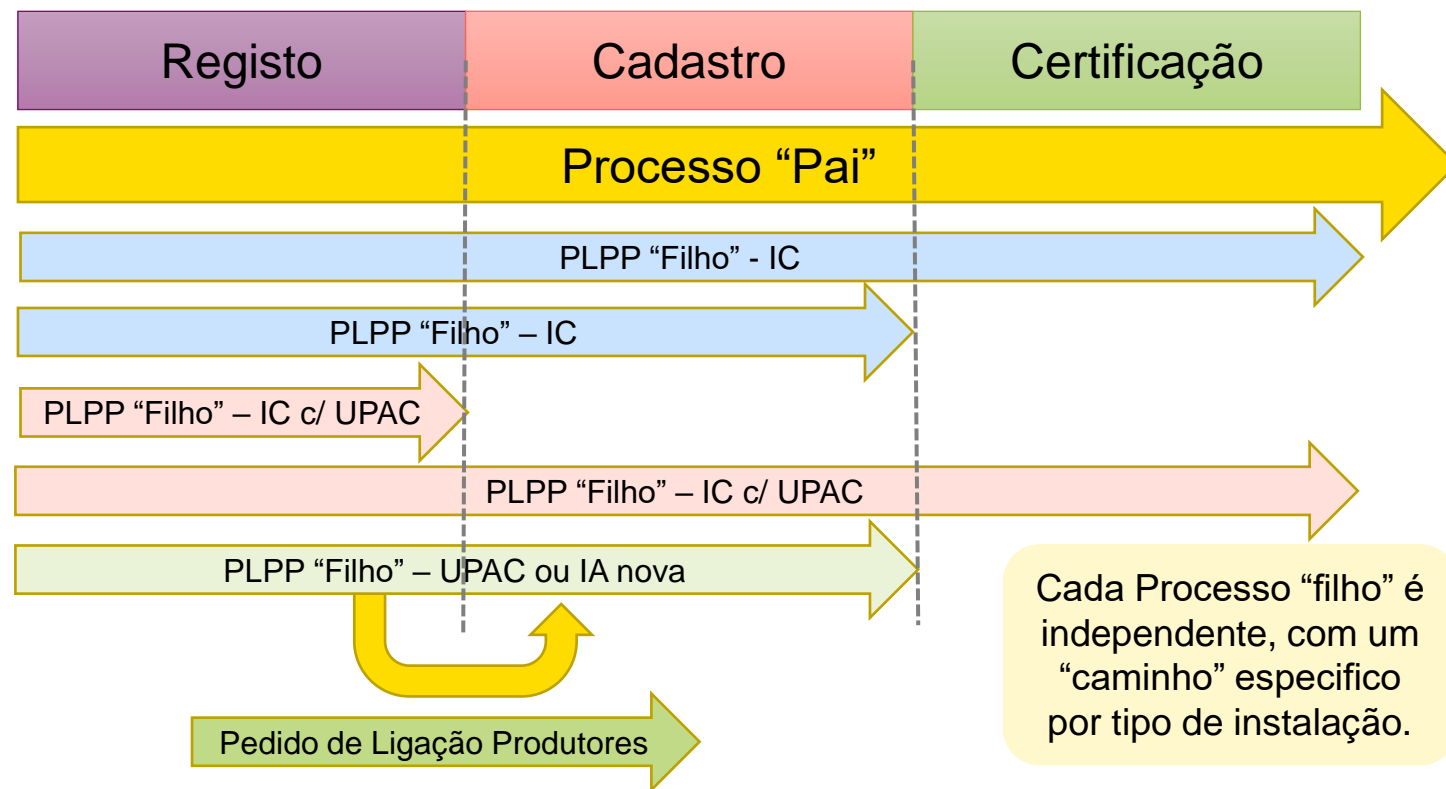 Registo
Cadastro
Certificação
Processo “Pai”
PLPP “Filho” - IC
PLPP “Filho” – IC
PLPP “Filho” – IC c/ UPAC
PLPP “Filho” – IC c/ UPAC
PLPP “Filho” – UPAC ou IA nova
Cada Processo “filho” é
independente, com um
“caminho” especifico
por tipo de instalação.
Pedido de Ligação Produtores